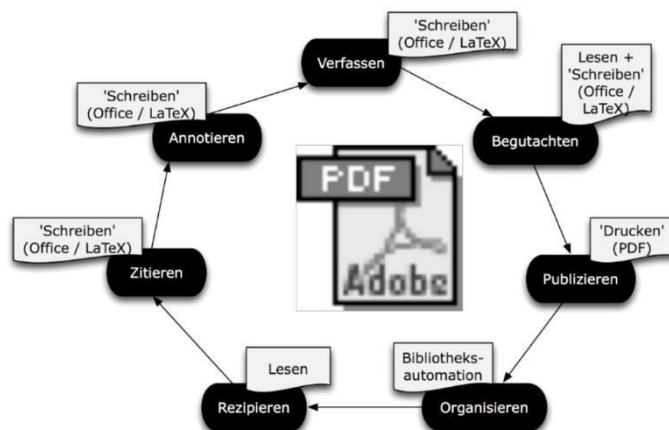 'Schreiben'
(Office / LaTeX)
Verfassen
Lesen +
'Schreiben'
(Office /
LaTeX)
Begutachten
'Drucken'
(PDF)
Publizieren
Bibliotheks-
automation
Organisieren
Lesen
Rezipieren
'Schreiben'
(Office / LaTeX)
Zitieren
'Schreiben'
(Office / LaTeX)
Annotieren
PDF
Adobe